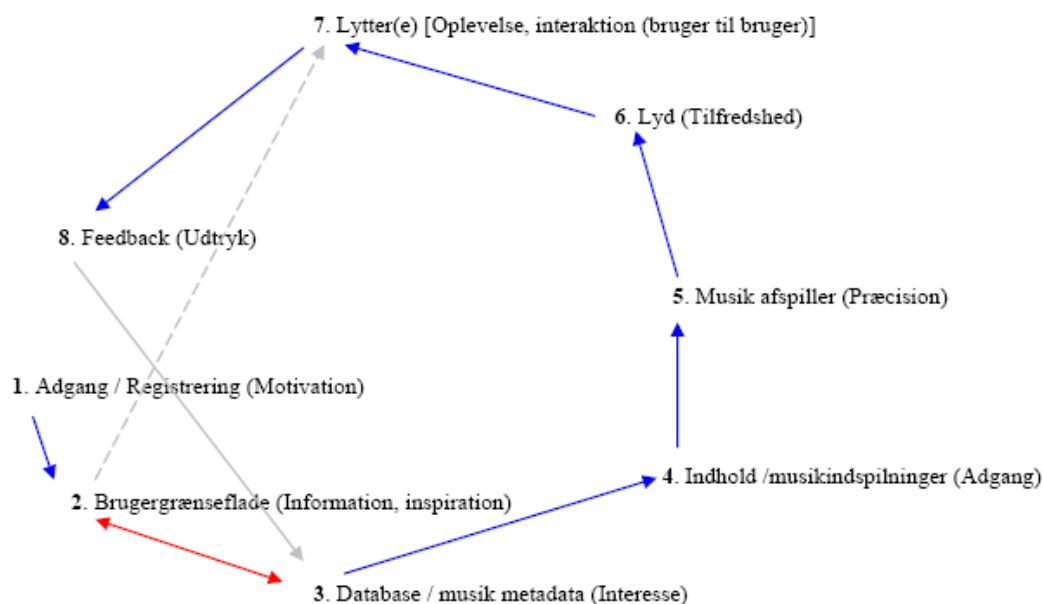 7. Lytter(e) [Oplevelse, interaktion (bruger til bruger)]
6. Lyd (Tilfredshed)
8. Feedback (Udtryk)
5. Musik afspiller (Præcision)
1. Adgang / Registrering (Motivation)
4. Indhold /musikindspilninger (Adgang)
2. Brugergrænseflade (Information, inspiration)
3. Database / musik metadata (Interesse)